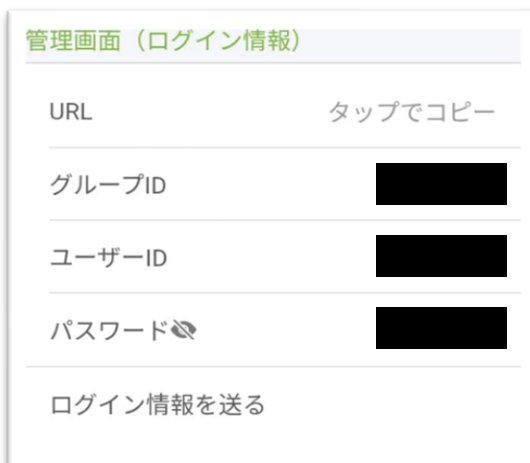 管理画面（ログイン情報）
URL タップでコピー
グループID
ユーザーID
パスワード
ログイン情報を送る